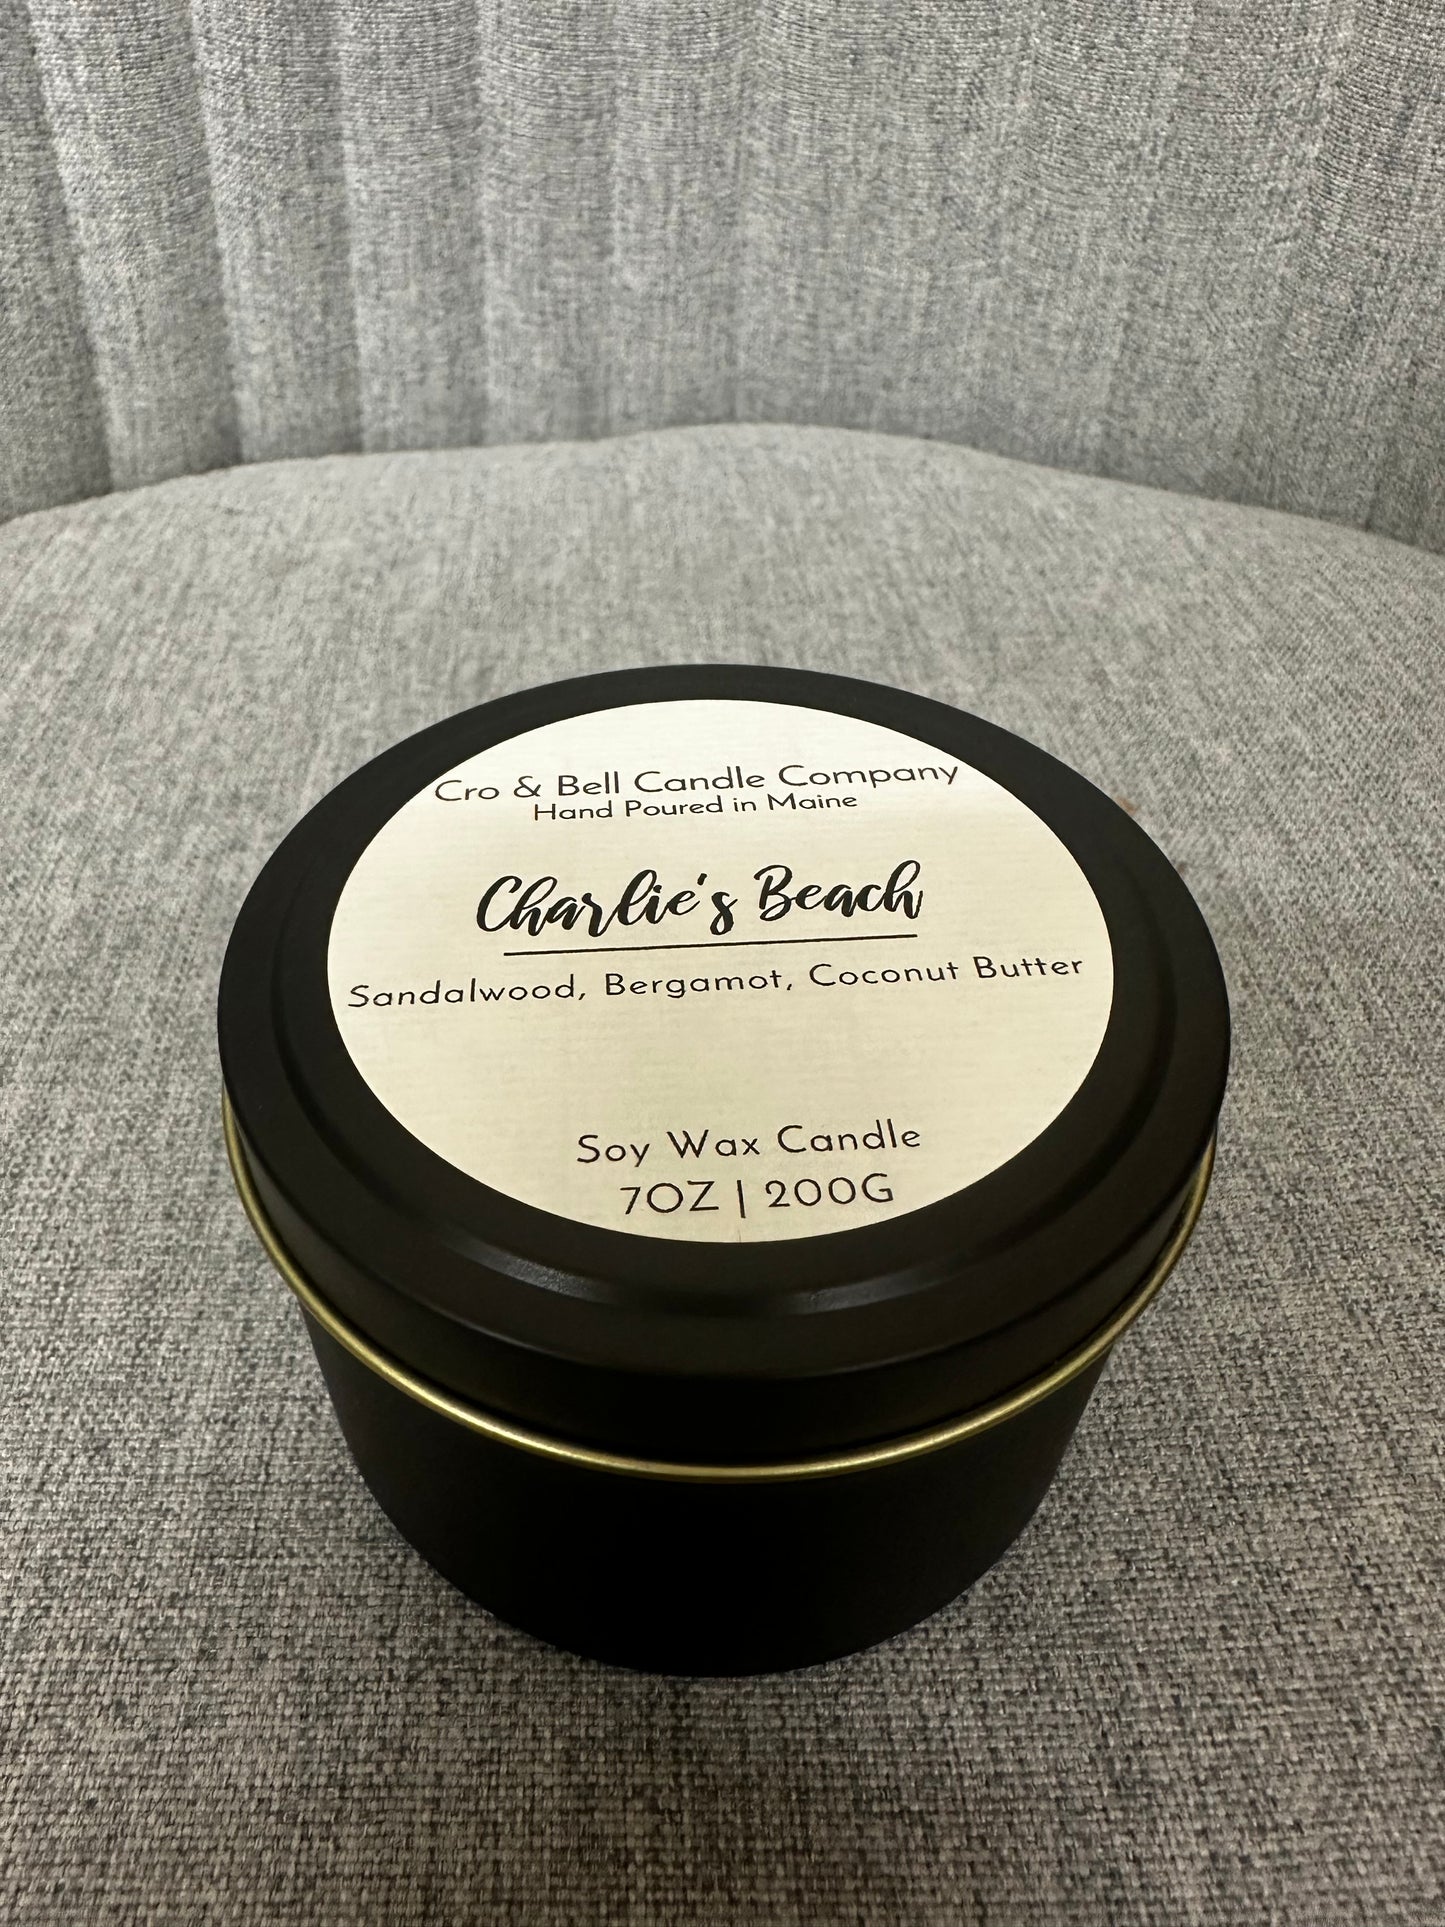 Cro & Bell Candle Company
Hand Poured in Maine
Charlie's Beach
Sandalwood, Bergamot, Coconut Butter
Soy Wax Candle
7OZ | 200G